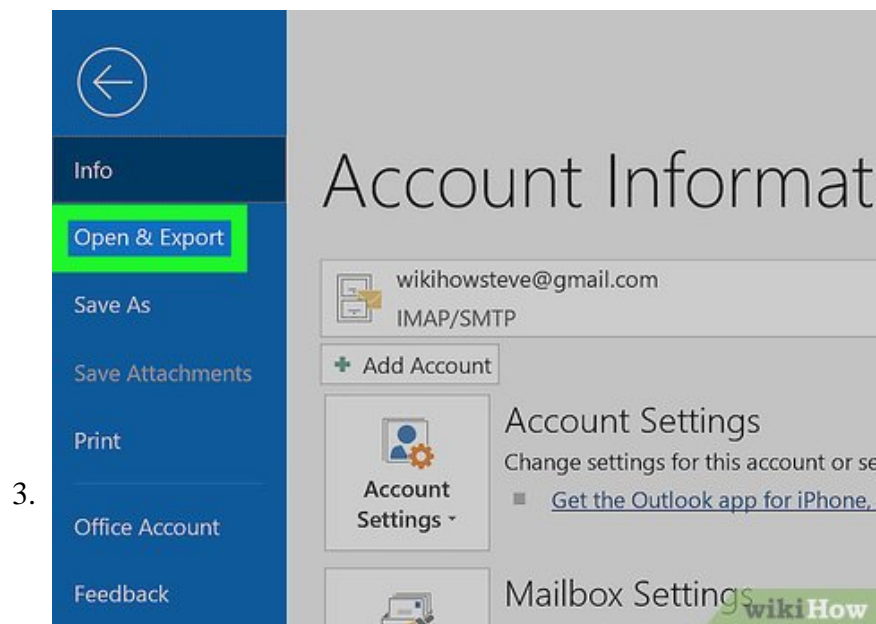 Info
Open & Export
Save As
Save Attachments
Print
3.
Office Account
Feedback
Account Informat
wikihowsteve@gmail.com
IMAP/SMTP
Add Account
Account
Settings
Account Settings
Change settings for this account or se
Get the Outlook app for iPhone,
Mailbox Settings
wikiHow